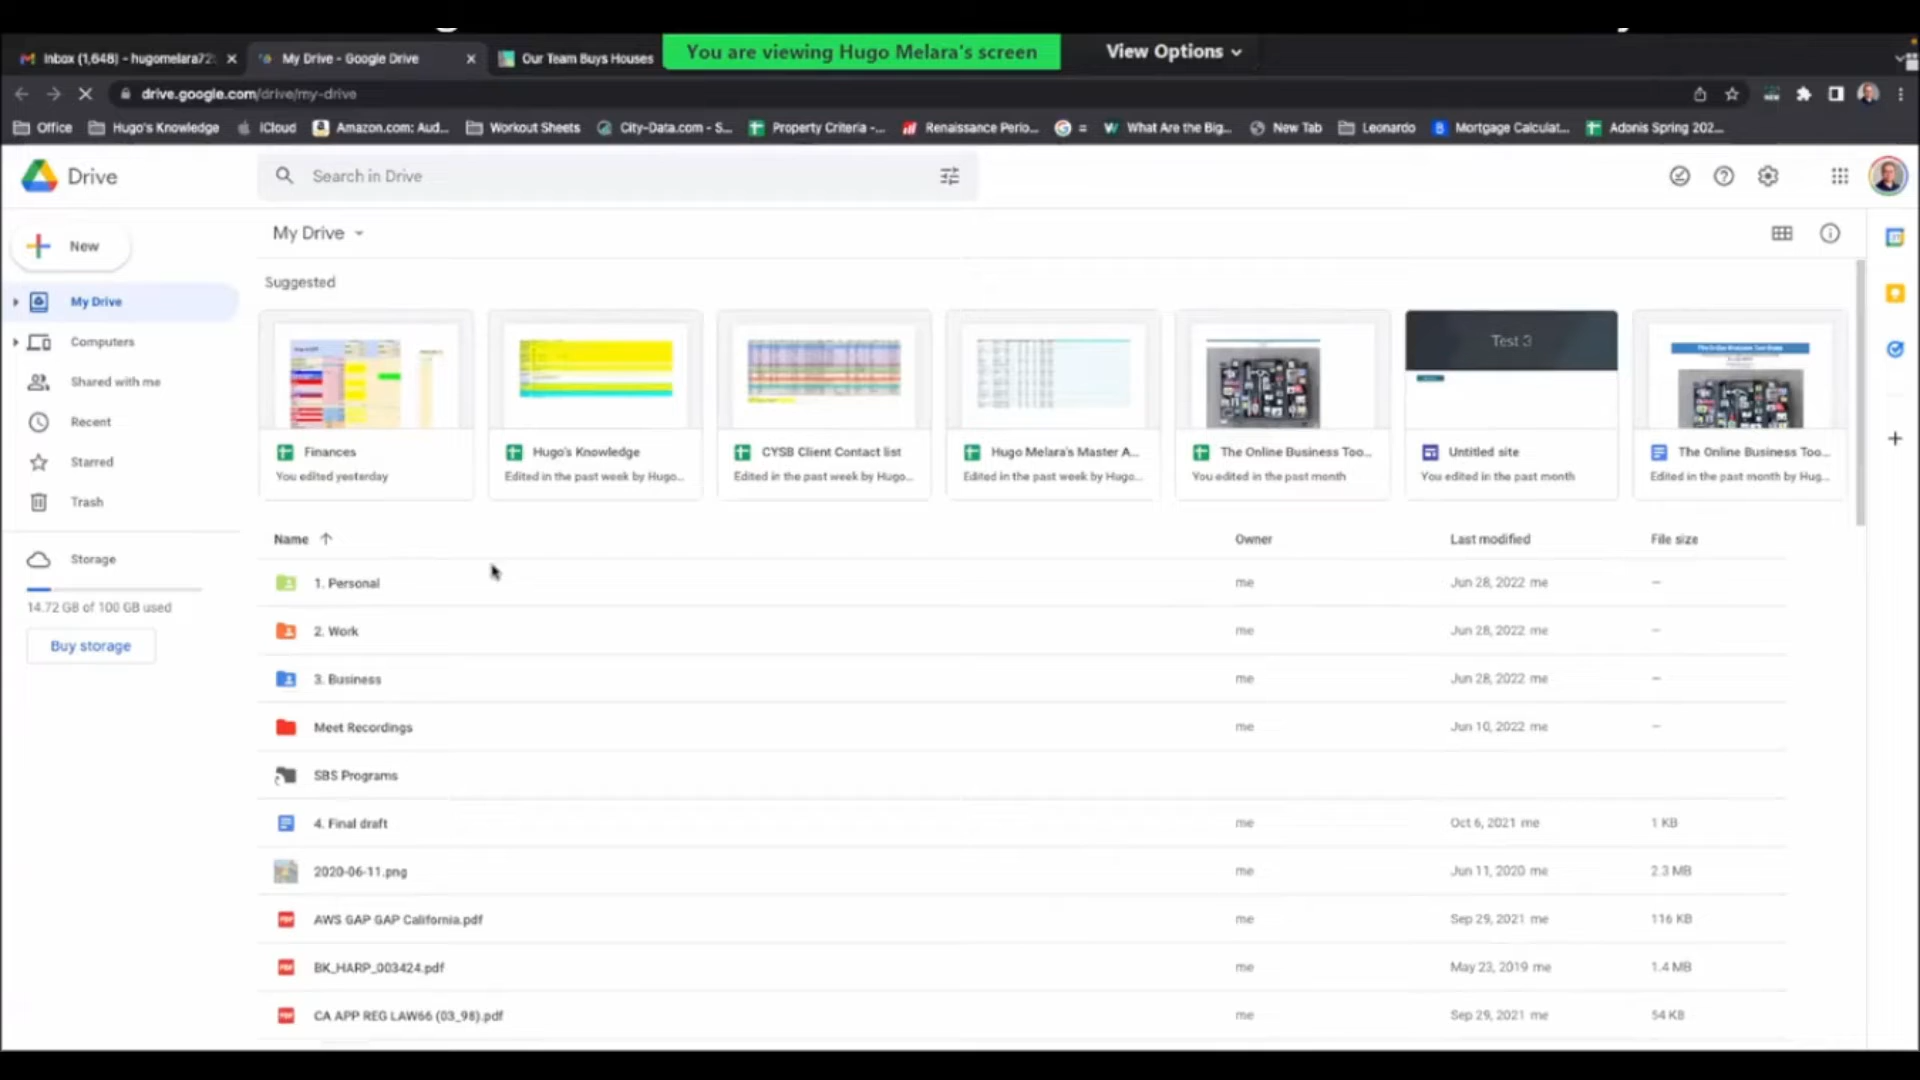 Inbox (1,648) - hugomelara72
My Drive - Google Drive
Our Team Buys Houses
You are viewing Hugo Melara's screen
View Options
drive.google.com/drive/my-drive
Office
Hugo's Knowledge
iCloud
Amazon.com: Aud...
Workout Sheets
City-Data.com - S...
Property Criteria -...
Renaissance Perio...
=
What Are the Big...
New Tab
Leonardo
Mortgage Calculat...
Adonis Spring 202...
Drive
Search in Drive
New
My Drive
My Drive
Computers
Shared with me
Recent
Starred
Trash
Storage
14.72 GB of 100 GB used
Buy storage
Suggested
Test 3
Finances
You edited yesterday
Hugo's Knowledge
Edited in the past week by Hugo...
CYSB Client Contact list
Edited in the past week by Hugo...
Hugo Melara's Master A...
Edited in the past week by Hugo...
The Online Business Too...
You edited in the past month
Untitled site
You edited in the past month
The Online Business Too...
Edited in the past month by Hug...
Name Owner Last modified File size
1. Personal me Jun 28, 2022 me –
2. Work me Jun 28, 2022 me –
3. Business me Jun 28, 2022 me –
Meet Recordings me Jun 10, 2022 me –
SBS Programs
4. Final draft me Oct 6, 2021 me 1 KB
2020-06-11.png me Jun 11, 2020 me 2.3 MB
AWS GAP GAP California.pdf me Sep 29, 2021 me 116 KB
BK_HARP_003424.pdf me May 23, 2019 me 1.4 MB
CA APP REG LAW66 (03_98).pdf me Sep 29, 2021 me 54 KB